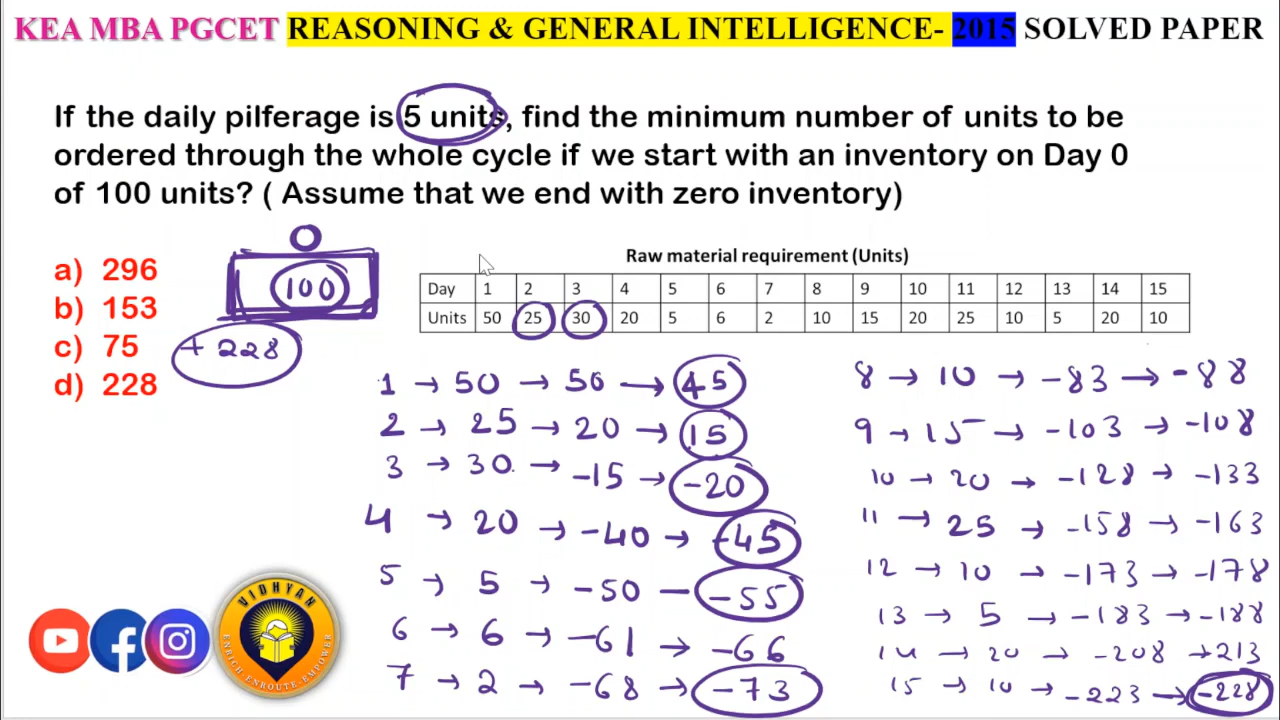 KEA MBA PGCET REASONING & GENERAL INTELLIGENCE- 2015 SOLVED PAPER
If the daily pilferage is 5 units, find the minimum number of units to be
ordered through the whole cycle if we start with an inventory on Day 0
of 100 units? ( Assume that we end with zero inventory)
a) 296
b) 153
c) 75
d) 228
0
100
+ 228
Raw material requirement (Units)
Day 1 2 3 4 5 6 7 8 9 10 11 12 13 14 15
Units 50 25 30 20 5 6 2 10 15 20 25 10 5 20 10
1 → 50 → 50 → 45
2 → 25 → 20 → 15
3 → 30 → -15 → -20
4 → 20 → -40 → -45
5 → 5 → -50 — -55
6 → 6 → -61 → -66
7 → 2 → -68 → -73
8 → 10 → -83 → -88
9 → 15 → -103 → -108
10 → 20 → -128 → -133
11 → 25 → -158 → -163
12 → 10 → -173 → -178
13 → 5 → -183 → -188
14 → 20 → -208 → 213
15 → 10 → -223 → -228
VIDHYAN
ENRICH ENROUTE EMPOWER